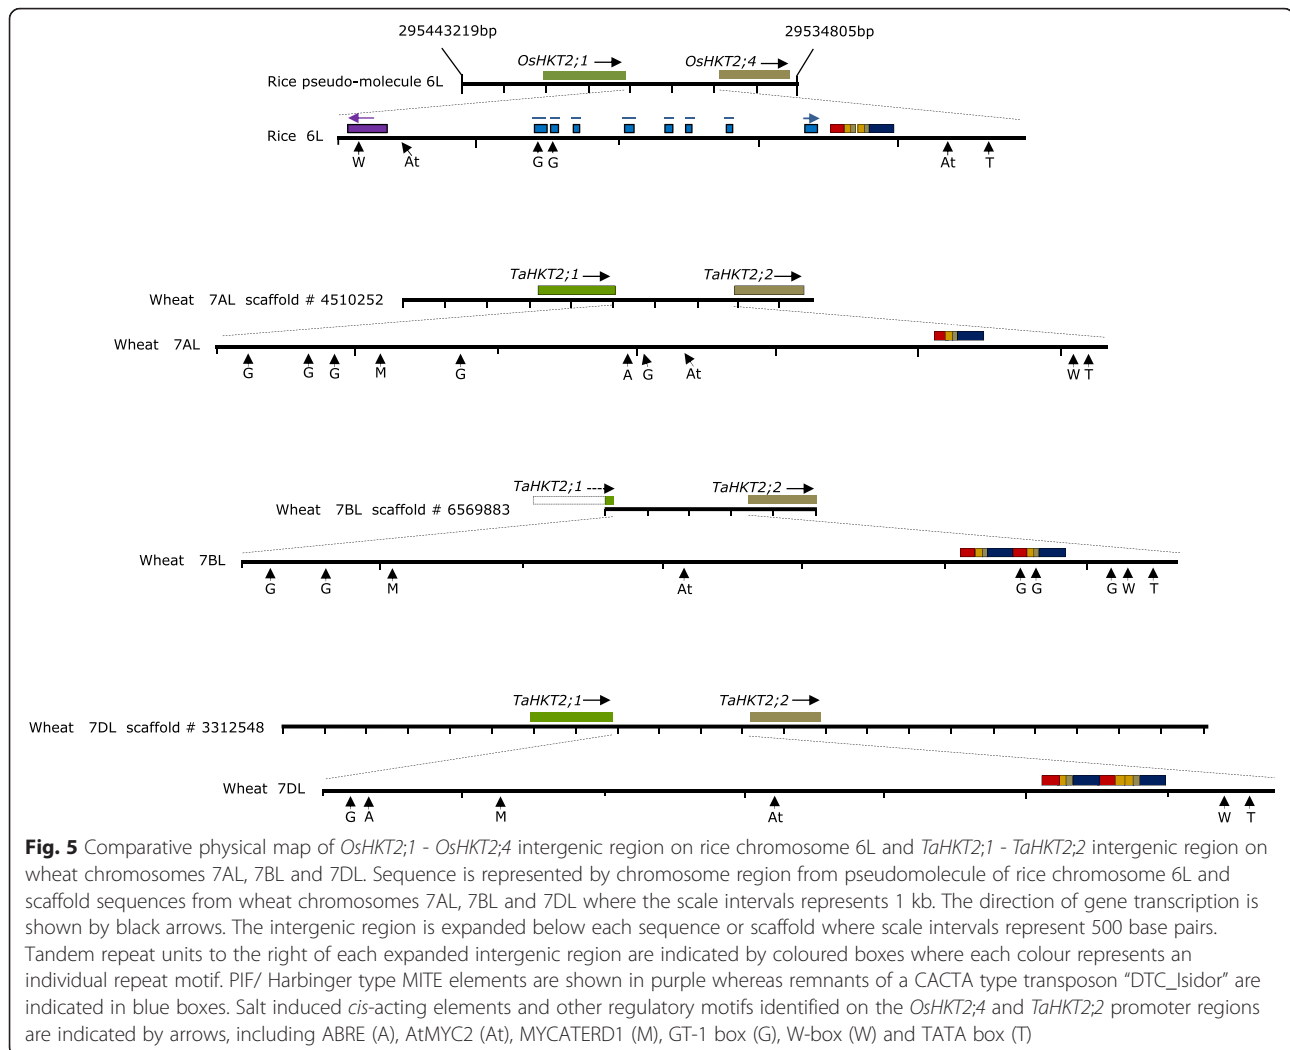 295443219bp
29534805bp
OsHKT2;1
OsHKT2;4
Rice pseudo-molecule 6L
Rice 6L
W At G G At T
TaHKT2;1
TaHKT2;2
Wheat 7AL scaffold # 4510252
Wheat 7AL
G G G M G A G At W T
TaHKT2;1
TaHKT2;2
Wheat 7BL scaffold # 6569883
Wheat 7BL
G G M At G G G W T
TaHKT2;1
TaHKT2;2
Wheat 7DL scaffold # 3312548
Wheat 7DL
G A M At W T
Fig. 5 Comparative physical map of OsHKT2;1 - OsHKT2;4 intergenic region on rice chromosome 6L and TaHKT2;1 - TaHKT2;2 intergenic region on
wheat chromosomes 7AL, 7BL and 7DL. Sequence is represented by chromosome region from pseudomolecule of rice chromosome 6L and
scaffold sequences from wheat chromosomes 7AL, 7BL and 7DL where the scale intervals represents 1 kb. The direction of gene transcription is
shown by black arrows. The intergenic region is expanded below each sequence or scaffold where scale intervals represent 500 base pairs.
Tandem repeat units to the right of each expanded intergenic region are indicated by coloured boxes where each colour represents an
individual repeat motif. PIF/ Harbinger type MITE elements are shown in purple whereas remnants of a CACTA type transposon “DTC_Isidor” are
indicated in blue boxes. Salt induced cis-acting elements and other regulatory motifs identified on the OsHKT2;4 and TaHKT2;2 promoter regions
are indicated by arrows, including ABRE (A), AtMYC2 (At), MYCATERD1 (M), GT-1 box (G), W-box (W) and TATA box (T)